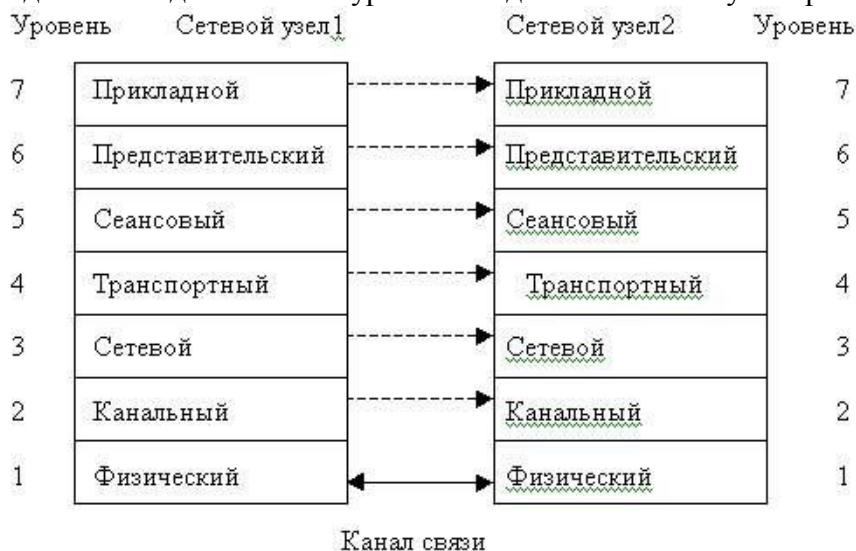 Уровень Сетевой узел1 Сетевой узел2 Уровень
7 Прикладной Прикладной 7
6 Представительский Представительский 6
5 Сеансовый Сеансовый 5
4 Транспортный Транспортный 4
3 Сетевой Сетевой 3
2 Канальный Канальный 2
1 Физический Физический 1
Канал связи